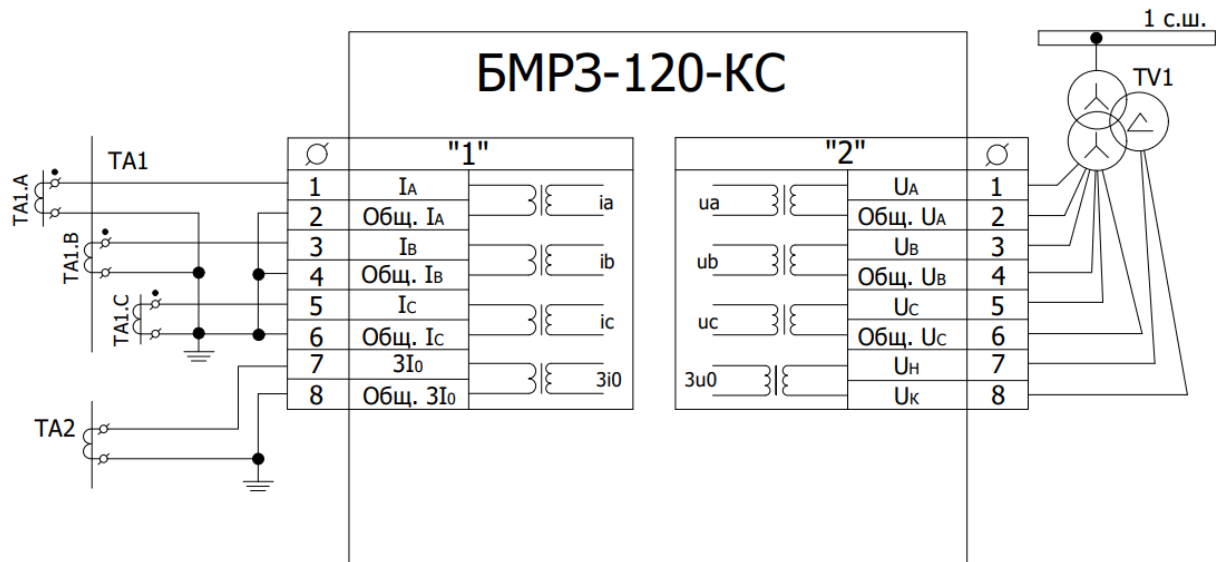 1 с.ш.
БМРЗ-120-КС
TV1
TA1
TA1.A
TA1.B
TA1.C
TA2
"1"
1 IA ia
2 Общ. IA
3 IB ib
4 Общ. IB
5 IC ic
6 Общ. IC
7 3I0 3i0
8 Общ. 3I0
"2"
ua UA 1
Общ. UA 2
ub UB 3
Общ. UB 4
uc UC 5
Общ. UC 6
3u0 UН 7
UК 8